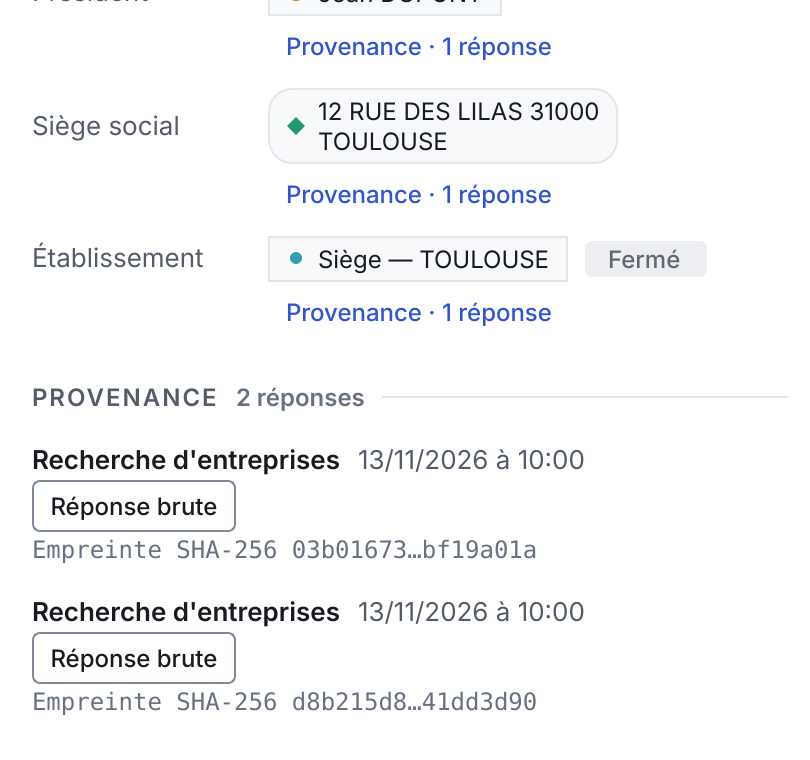 Provenance · 1 réponse
Siège social
12 RUE DES LILAS 31000
TOULOUSE
Provenance · 1 réponse
Établissement
Siège — TOULOUSE
Fermé
Provenance · 1 réponse
PROVENANCE 2 réponses
Recherche d'entreprises 13/11/2026 à 10:00
Réponse brute
Empreinte SHA-256 03b01673…bf19a01a
Recherche d'entreprises 13/11/2026 à 10:00
Réponse brute
Empreinte SHA-256 d8b215d8…41dd3d90